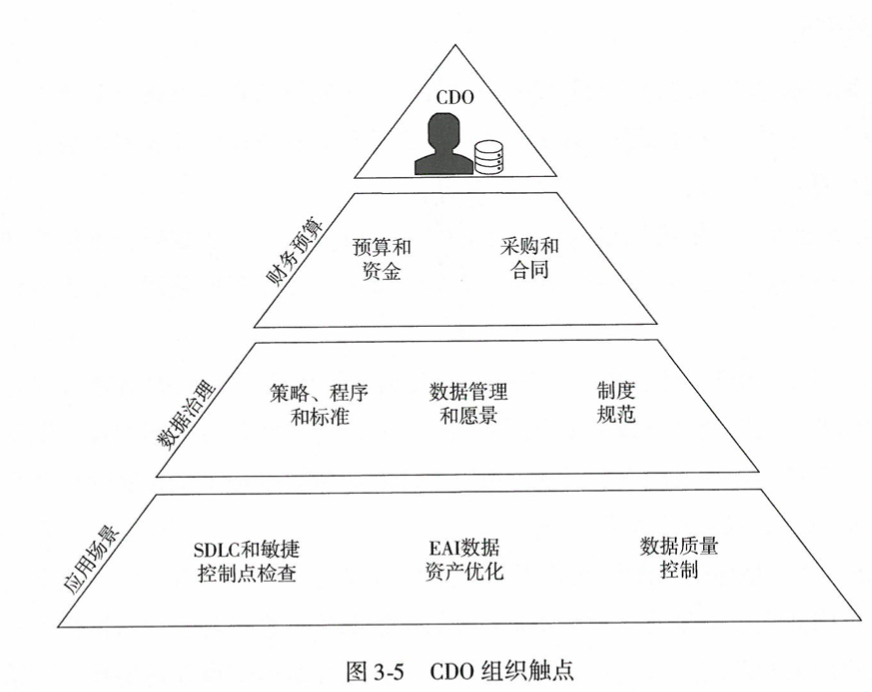 CDO
财务预算
预算和
资金
采购和
合同
数据治理
策略、程序
和标准
数据管理
和愿景
制度
规范
应用场景
SDLC和敏捷
控制点检查
EAI数据
资产优化
数据质量
控制
图 3-5 CDO 组织触点